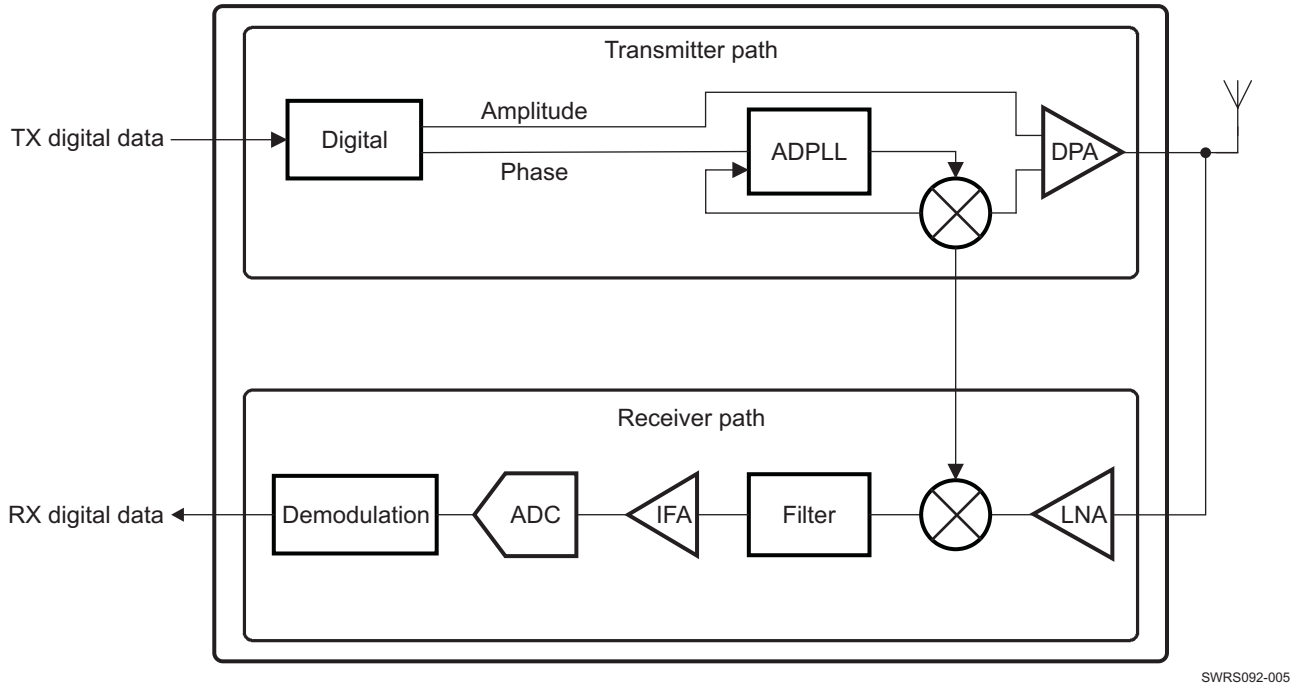 Transmitter path
Amplitude
TX digital data
Digital
ADPLL
DPA
Phase
Receiver path
RX digital data
Demodulation
ADC
IFA
Filter
LNA
SWRS092-005